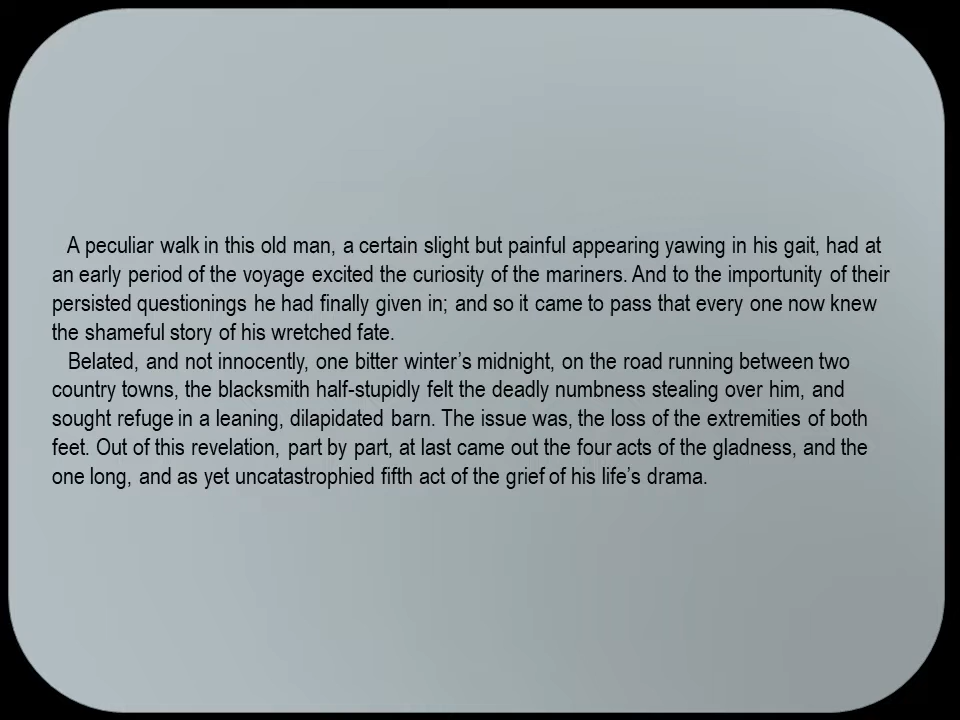 A peculiar walk in this old man, a certain slight but painful appearing yawing in his gait, had at
an early period of the voyage excited the curiosity of the mariners. And to the importunity of their
persisted questionings he had finally given in; and so it came to pass that every one now knew
the shameful story of his wretched fate.
Belated, and not innocently, one bitter winter’s midnight, on the road running between two
country towns, the blacksmith half-stupidly felt the deadly numbness stealing over him, and
sought refuge in a leaning, dilapidated barn. The issue was, the loss of the extremities of both
feet. Out of this revelation, part by part, at last came out the four acts of the gladness, and the
one long, and as yet uncatastrophied fifth act of the grief of his life’s drama.